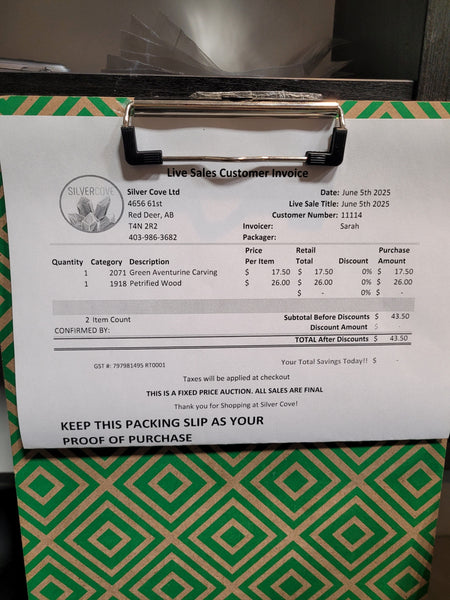 Live Sales Customer Invoice
SILVERCOVE
Silver Cove Ltd
4656 61st
Red Deer, AB
T4N 2R2
403-986-3682
Date: June 5th 2025
Live Sale Title: June 5th 2025
Customer Number: 11114
Invoicer: Sarah
Packager:
Quantity Category Description Price Per Item Retail Total Discount Purchase Amount
1 2071 Green Aventurine Carving $ 17.50 $ 17.50 0% $ 17.50
1 1918 Petrified Wood $ 26.00 $ 26.00 0% $ 26.00
$ - 0% $ -
2 Item Count Subtotal Before Discounts $ 43.50
CONFIRMED BY: Discount Amount $
TOTAL After Discounts $ 43.50
GST #: 797981495 RT0001 Your Total Savings Today!! $ -
Taxes will be applied at checkout
THIS IS A FIXED PRICE AUCTION. ALL SALES ARE FINAL
Thank you for Shopping at Silver Cove!
KEEP THIS PACKING SLIP AS YOUR
PROOF OF PURCHASE